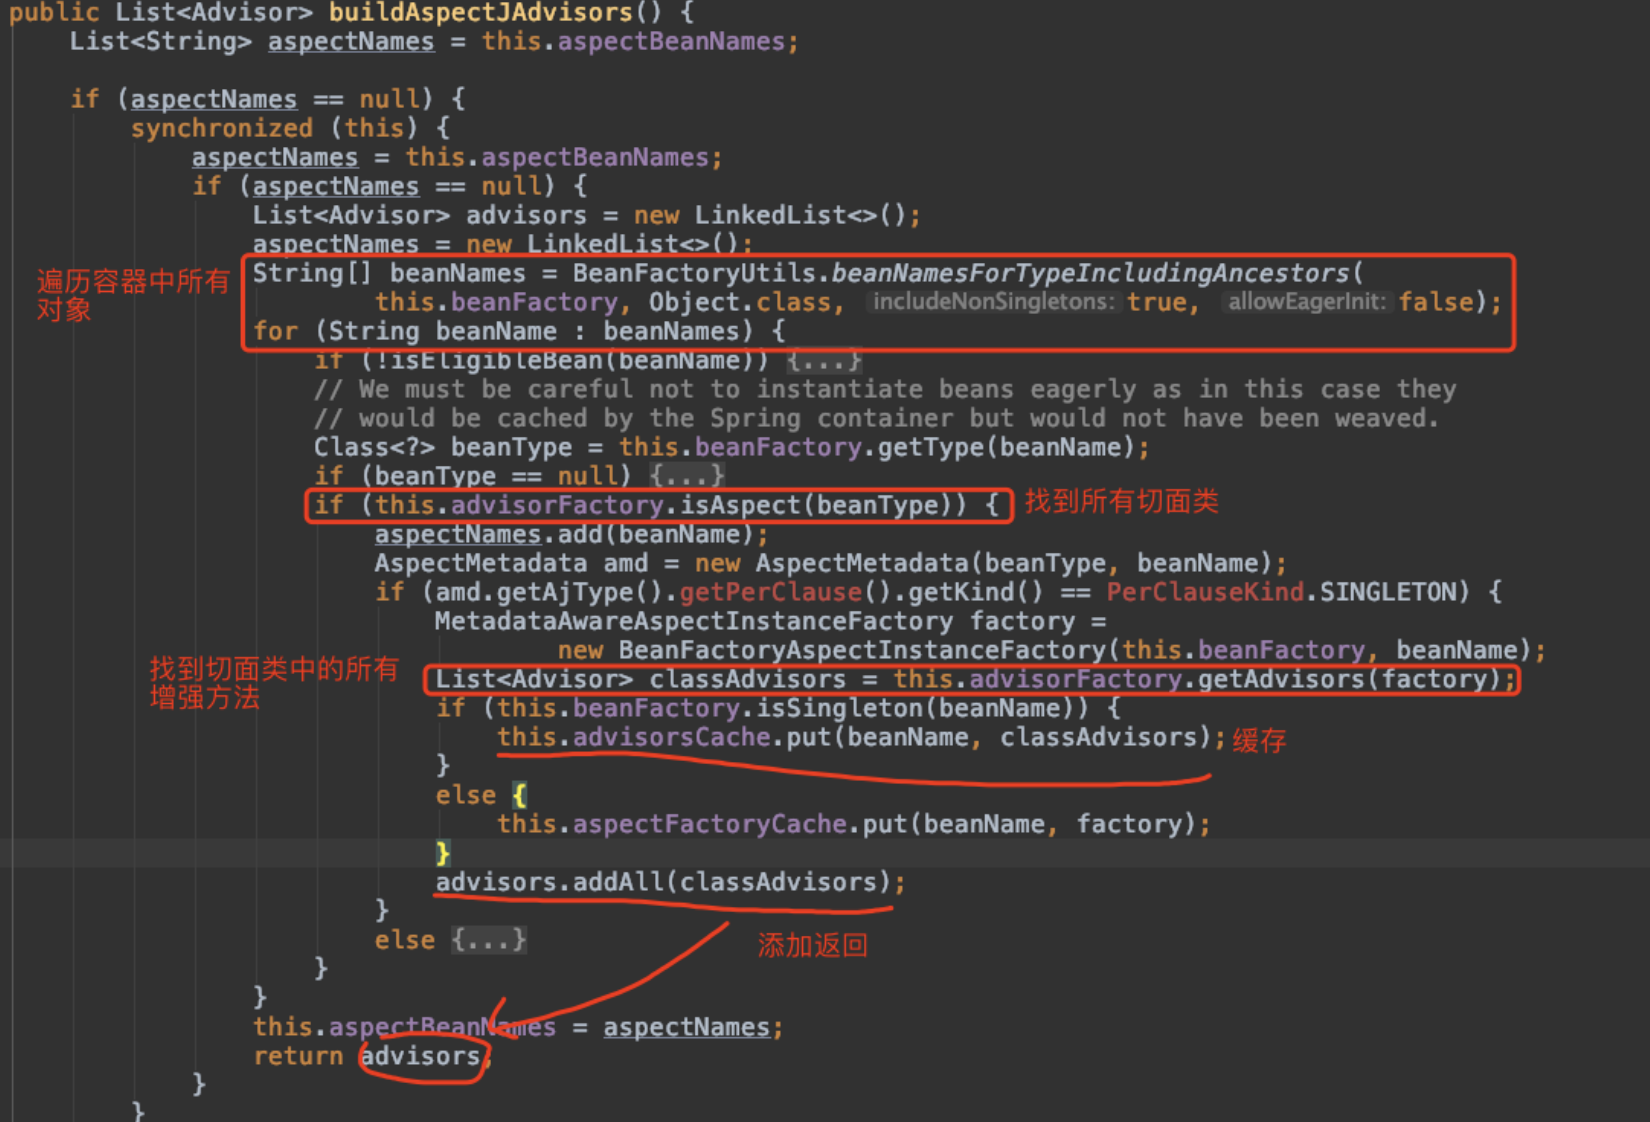 public List<Advisor> buildAspectJAdvisors() {
List<String> aspectNames = this.aspectBeanNames;
if (aspectNames == null) {
synchronized (this) {
aspectNames = this.aspectBeanNames;
if (aspectNames == null) {
List<Advisor> advisors = new LinkedList<>();
aspectNames = new LinkedList<>();
遍历容器中所有
对象
String[] beanNames = BeanFactoryUtils.beanNamesForTypeIncludingAncestors(
this.beanFactory, Object.class, includeNonSingletons: true, allowEagerInit: false);
for (String beanName : beanNames) {
if (!isEligibleBean(beanName)) {...}
// We must be careful not to instantiate beans eagerly as in this case they
// would be cached by the Spring container but would not have been weaved.
Class<?> beanType = this.beanFactory.getType(beanName);
if (beanType == null) {...}
if (this.advisorFactory.isAspect(beanType)) { 找到所有切面类
aspectNames.add(beanName);
AspectMetadata amd = new AspectMetadata(beanType, beanName);
if (amd.getAjType().getPerClause().getKind() == PerClauseKind.SINGLETON) {
MetadataAwareAspectInstanceFactory factory =
new BeanFactoryAspectInstanceFactory(this.beanFactory, beanName);
找到切面类中的所有
增强方法
List<Advisor> classAdvisors = this.advisorFactory.getAdvisors(factory);
if (this.beanFactory.isSingleton(beanName)) {
this.advisorsCache.put(beanName, classAdvisors); 缓存
}
else {
this.aspectFactoryCache.put(beanName, factory);
}
advisors.addAll(classAdvisors);
}
else {...}
添加返回
}
}
this.aspectBeanNames = aspectNames;
return advisors;
}
}